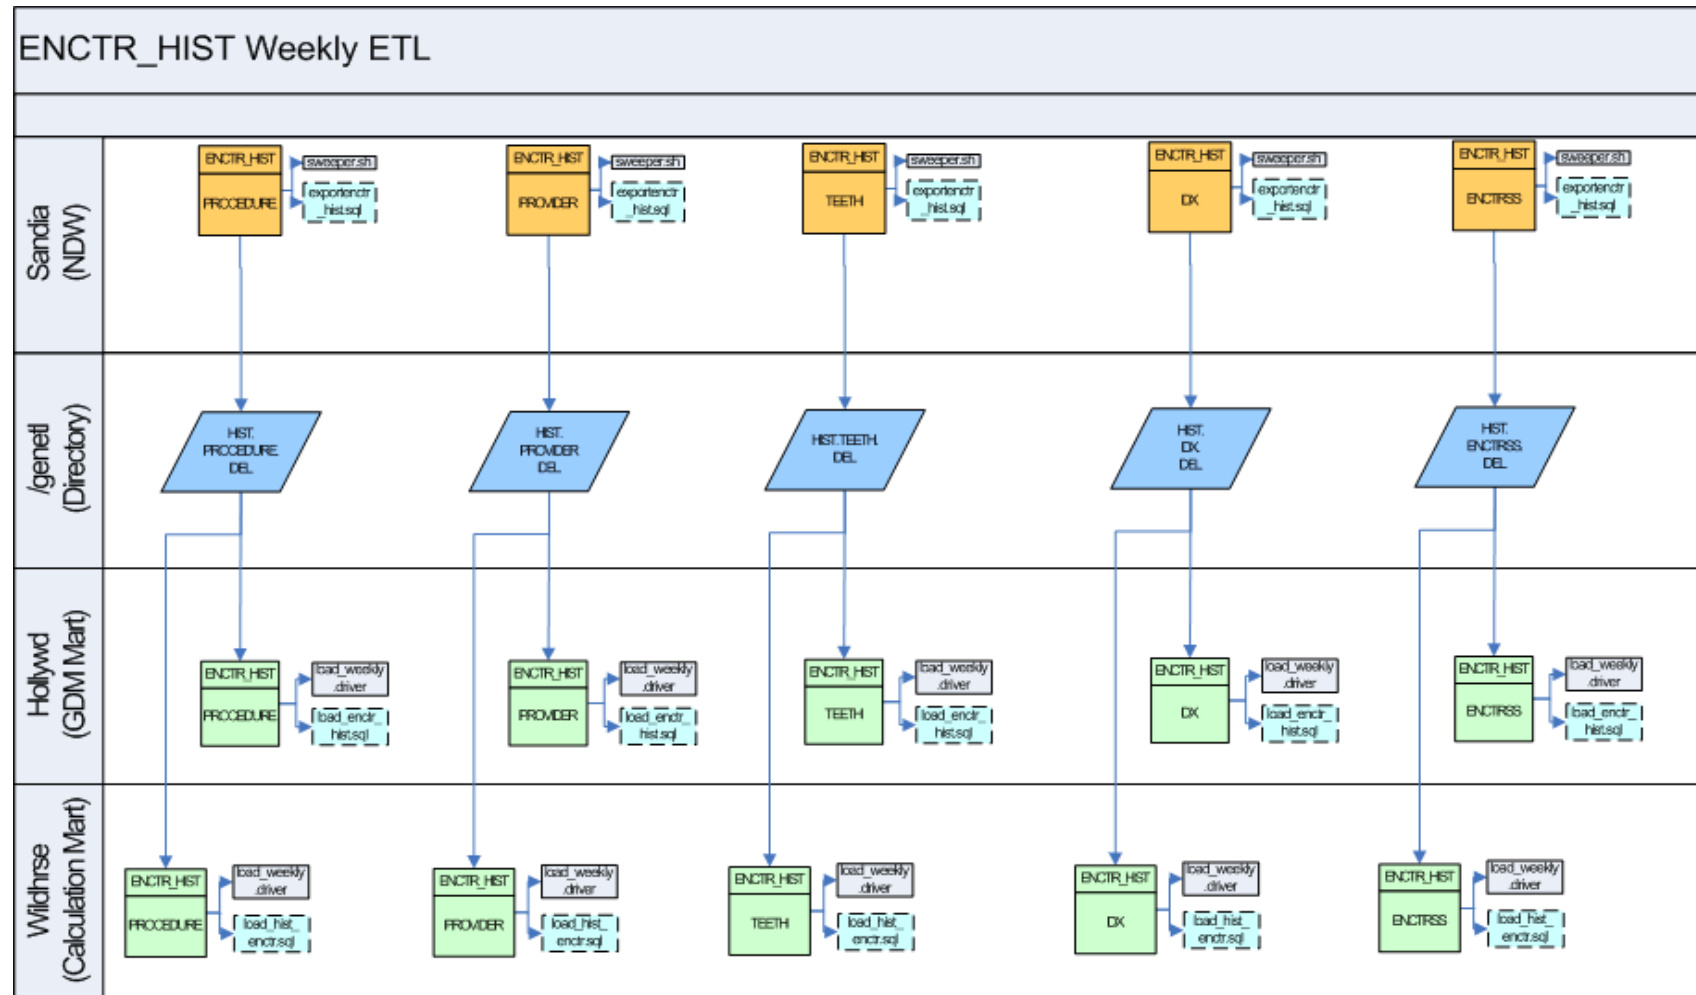 ENCTR_HIST Weekly ETL
Sandia
(NDW)
ENCTR_HIST
PROCEDURE
sweeper.sh
exportenctr
_hist.sql
ENCTR_HIST
PROVIDER
sweeper.sh
exportenctr
_hist.sql
ENCTR_HIST
TEETH
sweeper.sh
exportenctr
_hist.sql
ENCTR_HIST
DX
sweeper.sh
exportenctr
_hist.sql
ENCTR_HIST
ENCTRSS
sweeper.sh
exportenctr
_hist.sql
/genetl
(Directory)
HIST.
PROCEDURE.
DEL
HIST.
PROVIDER
DEL
HIST.TEETH.
DEL
HIST.
DX.
DEL
HIST.
ENCTRSS.
DEL
Hollywd
(GDM Mart)
ENCTR_HIST
PROCEDURE
load_weekly
.driver
load_enctr_
hist.sql
ENCTR_HIST
PROVIDER
load_weekly
.driver
load_enctr_
hist.sql
ENCTR_HIST
TEETH
load_weekly
.driver
load_enctr_
hist.sql
ENCTR_HIST
DX
load_weekly
.driver
load_enctr_
hist.sql
ENCTR_HIST
ENCTRSS
load_weekly
.driver
load_enctr_
hist.sql
Wildhrse
(Calculation Mart)
ENCTR_HIST
PROCEDURE
load_weekly
.driver
load_hist_
enctr.sql
ENCTR_HIST
PROVIDER
load_weekly
.driver
load_hist_
enctr.sql
ENCTR_HIST
TEETH
load_weekly
.driver
load_hist_
enctr.sql
ENCTR_HIST
DX
load_weekly
.driver
load_hist_
enctr.sql
ENCTR_HIST
ENCTRSS
load_weekly
.driver
load_hist_
enctr.sql